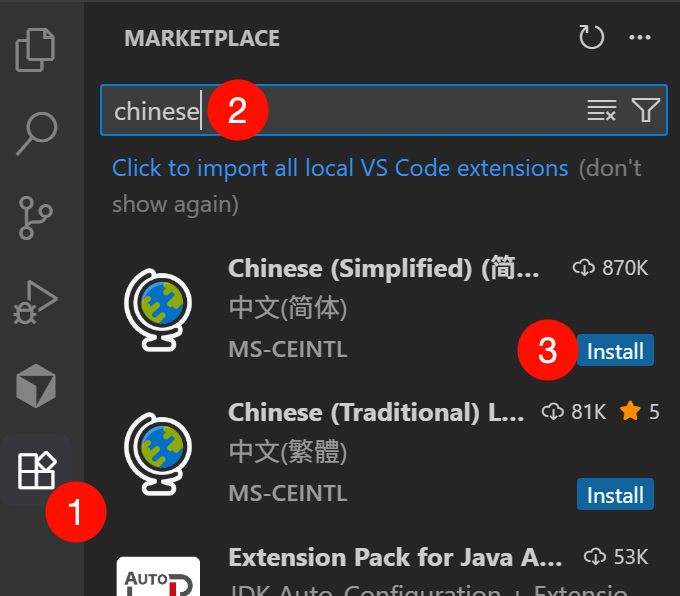 MARKETPLACE
chinese 2
Click to import all local VS Code extensions (don't
show again)
Chinese (Simplified) (简... 870K
中文(简体)
MS-CEINTL 3 Install
Chinese (Traditional) L... 81K 5
中文(繁體)
MS-CEINTL Install
1
Extension Pack for Java A... 53K
AUTO
JDK Auto-Configuration + Extensio